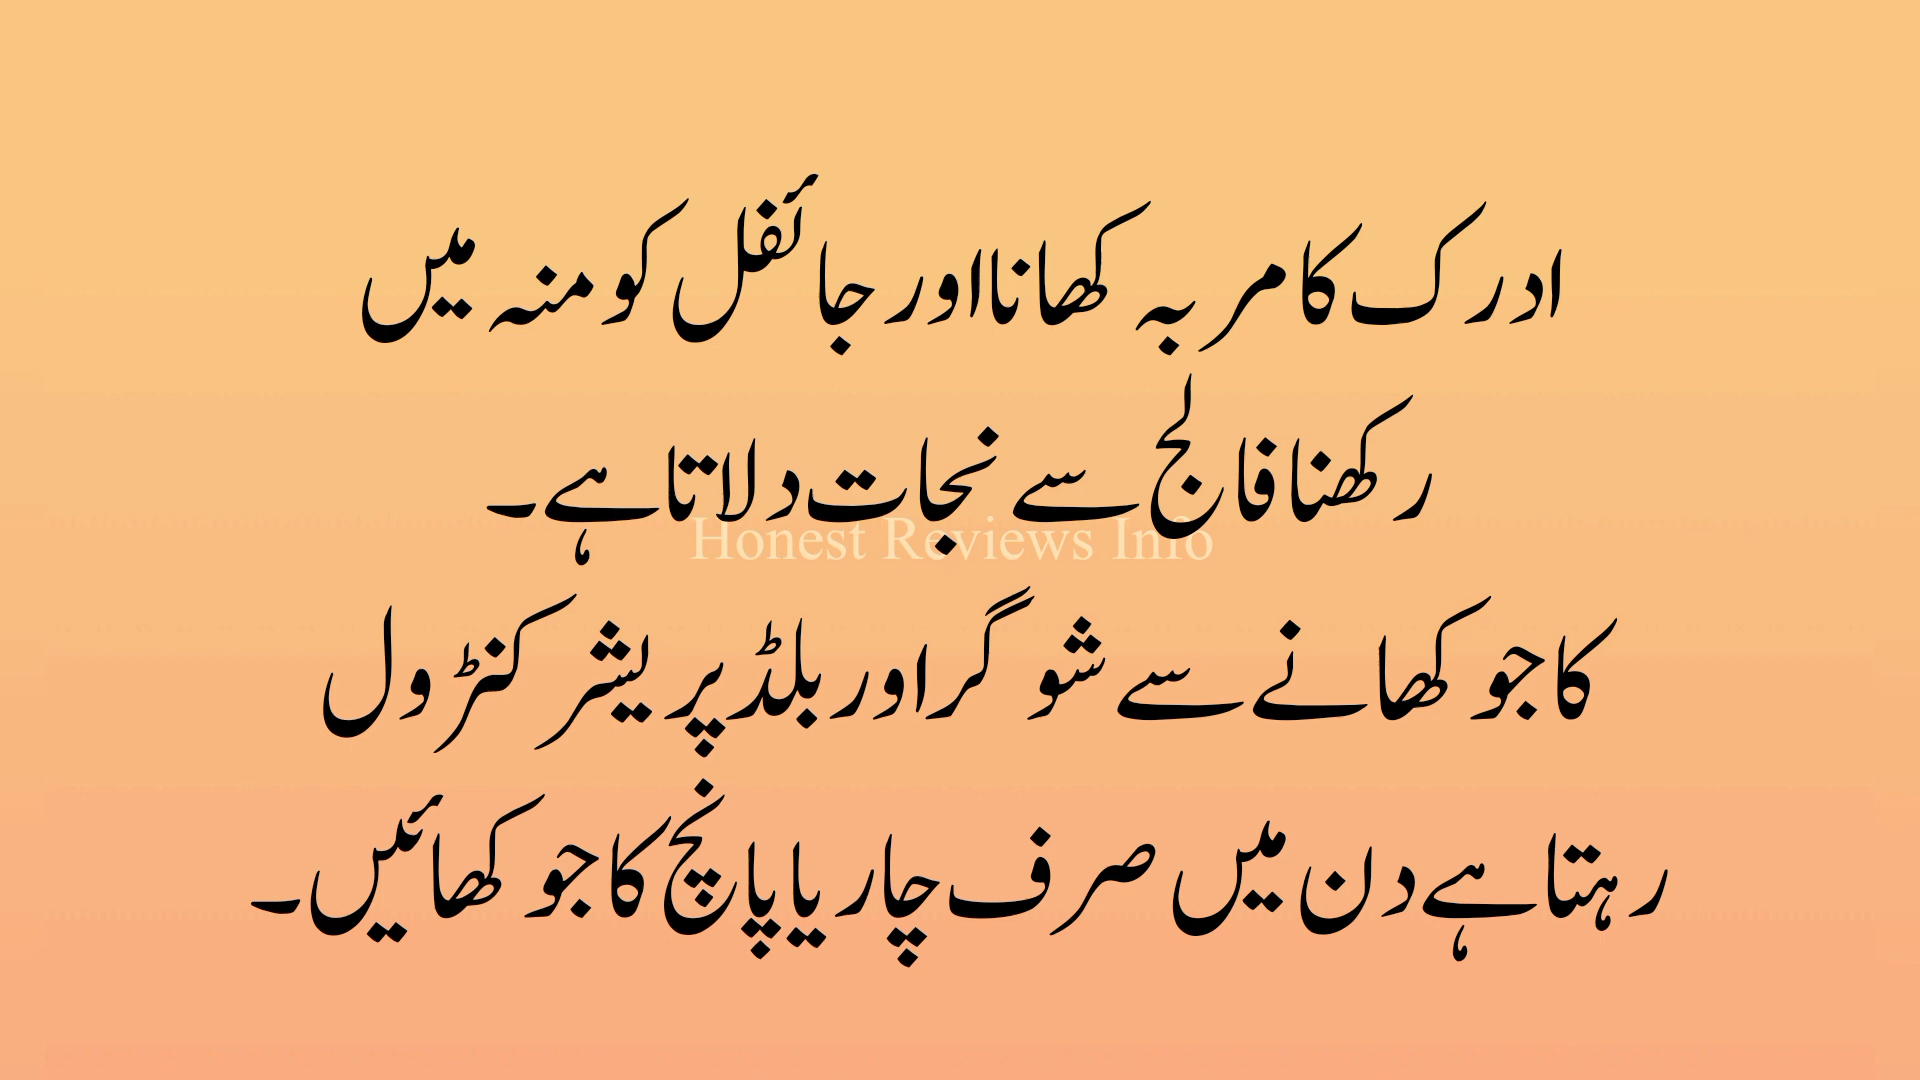 ادرک کا مربہ کھانا اور جائفل کو منہ میں
رکھنا فالج سے نجات دلاتا ہے۔
Honest Reviews Info
کاجو کھانے سے شوگر اور بلڈ پریشر کنٹرول
رہتا ہے دن میں صرف چار یا پانچ کاجو کھائیں۔